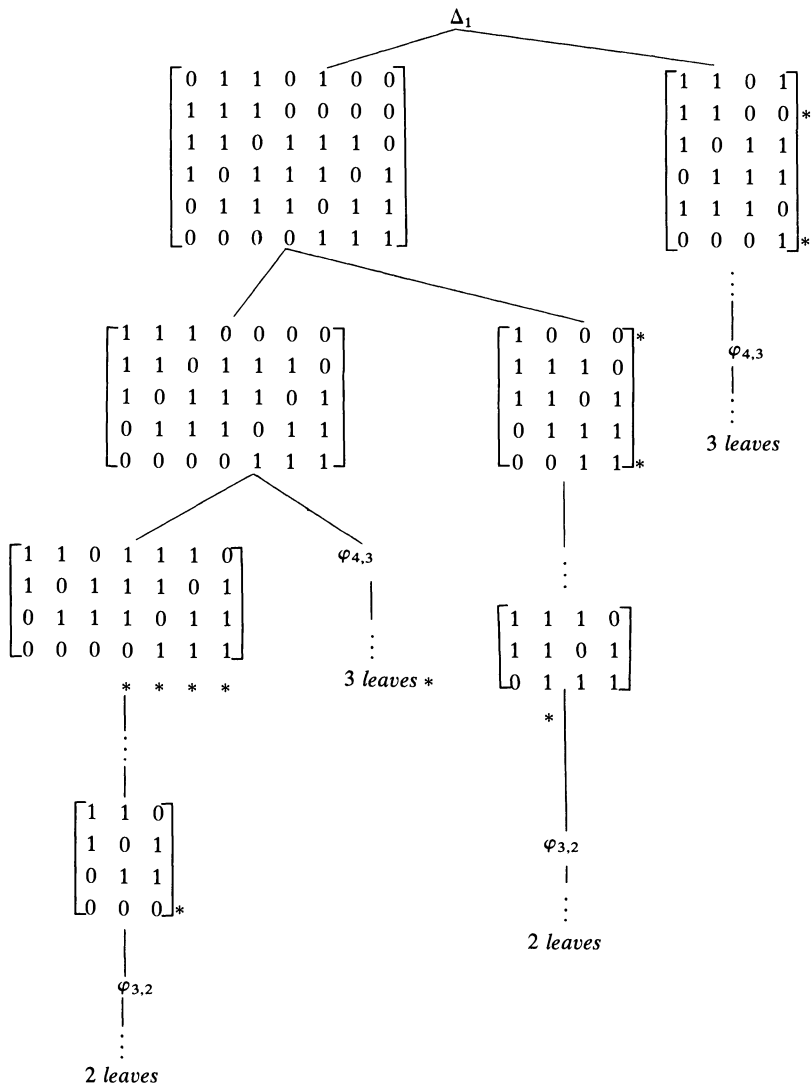 Δ₁
0 1 1 0 1 0 0
1 1 1 0 0 0 0
1 1 0 1 1 1 0
1 0 1 1 1 0 1
0 1 1 1 0 1 1
0 0 0 0 1 1 1
1 1 0 1
1 1 0 0 *
1 0 1 1
0 1 1 1
1 1 1 0
0 0 0 1 *
φ₄,₃
3 leaves
1 1 1 0 0 0 0
1 1 0 1 1 1 0
1 0 1 1 1 0 1
0 1 1 1 0 1 1
0 0 0 0 1 1 1
1 0 0 0 *
1 1 1 0
1 1 0 1
0 1 1 1
0 0 1 1 *
1 1 0 1 1 1 0
1 0 1 1 1 0 1
0 1 1 1 0 1 1
0 0 0 0 1 1 1
* * * *
φ₄,₃
3 leaves *
1 1 1 0
1 1 0 1
0 1 1 1
*
φ₃,₂
2 leaves
1 1 0
1 0 1
0 1 1
0 0 0 *
φ₃,₂
2 leaves